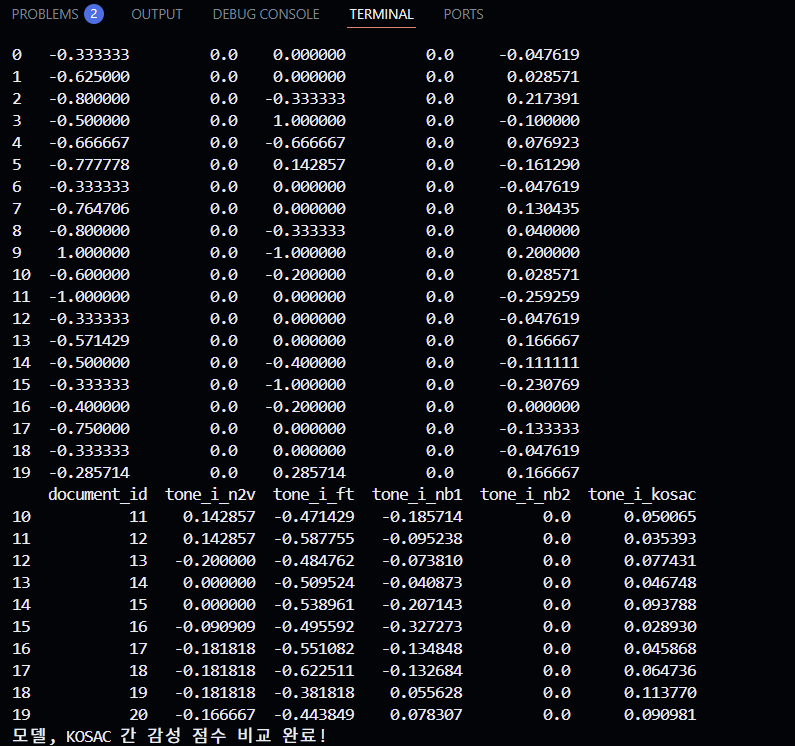 PROBLEMS 2 OUTPUT DEBUG CONSOLE TERMINAL PORTS
0 -0.333333 0.0 0.000000 0.0 -0.047619
1 -0.625000 0.0 0.000000 0.0 0.028571
2 -0.800000 0.0 -0.333333 0.0 0.217391
3 -0.500000 0.0 1.000000 0.0 -0.100000
4 -0.666667 0.0 -0.666667 0.0 0.076923
5 -0.777778 0.0 0.142857 0.0 -0.161290
6 -0.333333 0.0 0.000000 0.0 -0.047619
7 -0.764706 0.0 0.000000 0.0 0.130435
8 -0.800000 0.0 -0.333333 0.0 0.040000
9 1.000000 0.0 -1.000000 0.0 0.200000
10 -0.600000 0.0 -0.200000 0.0 0.028571
11 -1.000000 0.0 0.000000 0.0 -0.259259
12 -0.333333 0.0 0.000000 0.0 -0.047619
13 -0.571429 0.0 0.000000 0.0 0.166667
14 -0.500000 0.0 -0.400000 0.0 -0.111111
15 -0.333333 0.0 -1.000000 0.0 -0.230769
16 -0.400000 0.0 -0.200000 0.0 0.000000
17 -0.750000 0.0 0.000000 0.0 -0.133333
18 -0.333333 0.0 0.000000 0.0 -0.047619
19 -0.285714 0.0 0.285714 0.0 0.166667
document_id tone_i_n2v tone_i_ft tone_i_nb1 tone_i_nb2 tone_i_kosac
10 11 0.142857 -0.471429 -0.185714 0.0 0.050065
11 12 0.142857 -0.587755 -0.095238 0.0 0.035393
12 13 -0.200000 -0.484762 -0.073810 0.0 0.077431
13 14 0.000000 -0.509524 -0.040873 0.0 0.046748
14 15 0.000000 -0.538961 -0.207143 0.0 0.093788
15 16 -0.090909 -0.495592 -0.327273 0.0 0.028930
16 17 -0.181818 -0.551082 -0.134848 0.0 0.045868
17 18 -0.181818 -0.622511 -0.132684 0.0 0.064736
18 19 -0.181818 -0.381818 0.055628 0.0 0.113770
19 20 -0.166667 -0.443849 0.078307 0.0 0.090981
모델, KOSAC 간 감성 점수 비교 완료!